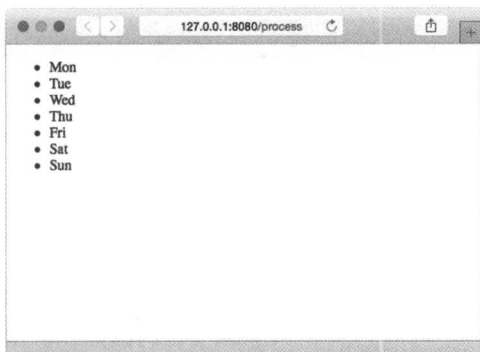 127.0.0.1:8080/process
• Mon
• Tue
• Wed
• Thu
• Fri
• Sat
• Sun